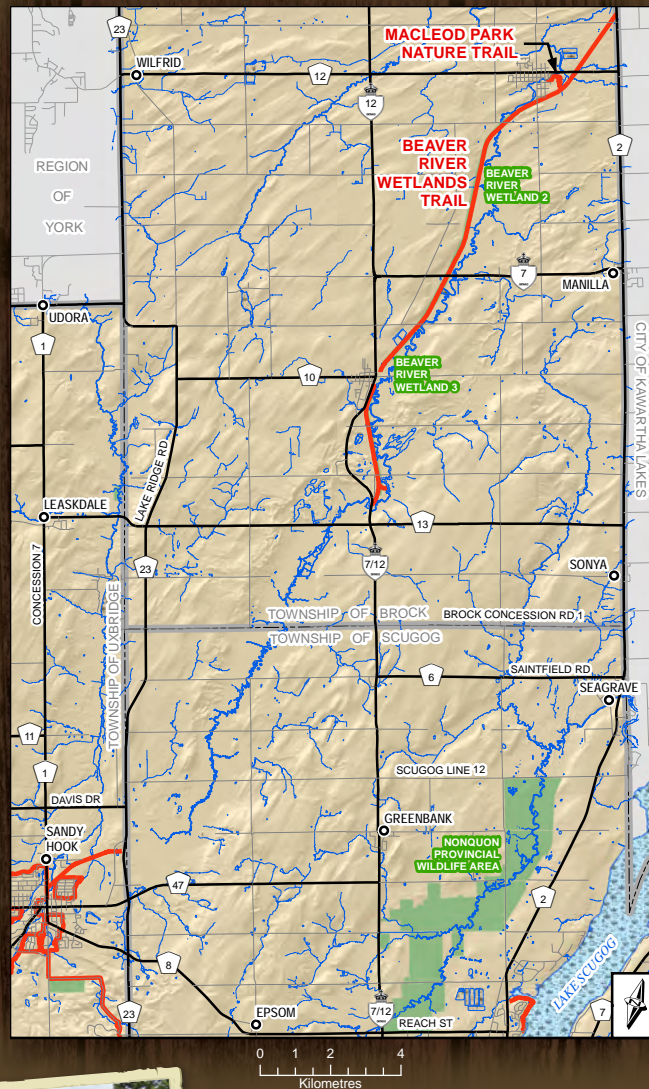 23
WILFRID
MACLEOD PARK
NATURE TRAIL
12
12
2
REGION
OF
YORK
BEAVER
RIVER
WETLANDS
TRAIL
BEAVER
RIVER
WETLAND 2
7
MANILLA
UDORA
1
CITY OF KAWARTHA LAKES
10
BEAVER
RIVER
WETLAND 3
LAKE RIDGE RD
LEASKDALE
13
CONCESSION 7
23
7/12
SONYA
TOWNSHIP OF UXBRIDGE
TOWNSHIP OF BROCK
BROCK CONCESSION RD 1
TOWNSHIP OF SCUGOG
6
SAINTFIELD RD
SEAGRAVE
11
1
SCUGOG LINE 12
DAVIS DR
GREENBANK
SANDY
HOOK
NONQUON
PROVINCIAL
WILDLIFE AREA
47
2
8
LAKE SCUGOG
23
EPSOM
7/12
REACH ST
7
0 1 2 4
Kilometres